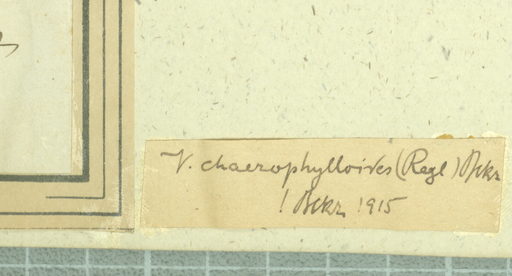 V. chaerophylloides (Regl) Bckr
! Bckr 1915